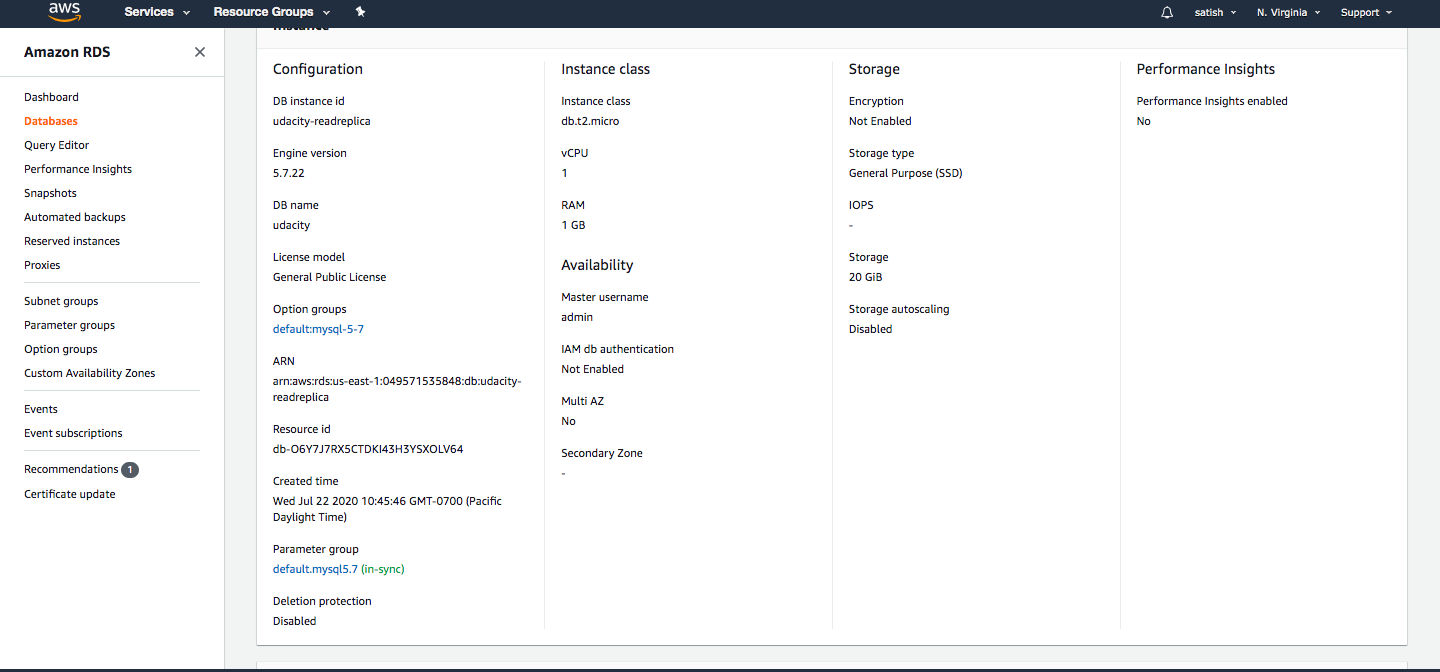 aws
Services
Resource Groups
satish
N. Virginia
Support
Amazon RDS
Dashboard
Databases
Query Editor
Performance Insights
Snapshots
Automated backups
Reserved instances
Proxies
Subnet groups
Parameter groups
Option groups
Custom Availability Zones
Events
Event subscriptions
Recommendations 1
Certificate update
Instance
Configuration
DB instance id
udacity-readreplica
Engine version
5.7.22
DB name
udacity
License model
General Public License
Option groups
default:mysql-5-7
ARN
arn:aws:rds:us-east-1:049571535848:db:udacity-
readreplica
Resource id
db-O6Y7J7RX5CTDKI43H3YSXOLV64
Created time
Wed Jul 22 2020 10:45:46 GMT-0700 (Pacific
Daylight Time)
Parameter group
default.mysql5.7 (in-sync)
Deletion protection
Disabled
Instance class
Instance class
db.t2.micro
vCPU
1
RAM
1 GB
Availability
Master username
admin
IAM db authentication
Not Enabled
Multi AZ
No
Secondary Zone
-
Storage
Encryption
Not Enabled
Storage type
General Purpose (SSD)
IOPS
-
Storage
20 GiB
Storage autoscaling
Disabled
Performance Insights
Performance Insights enabled
No